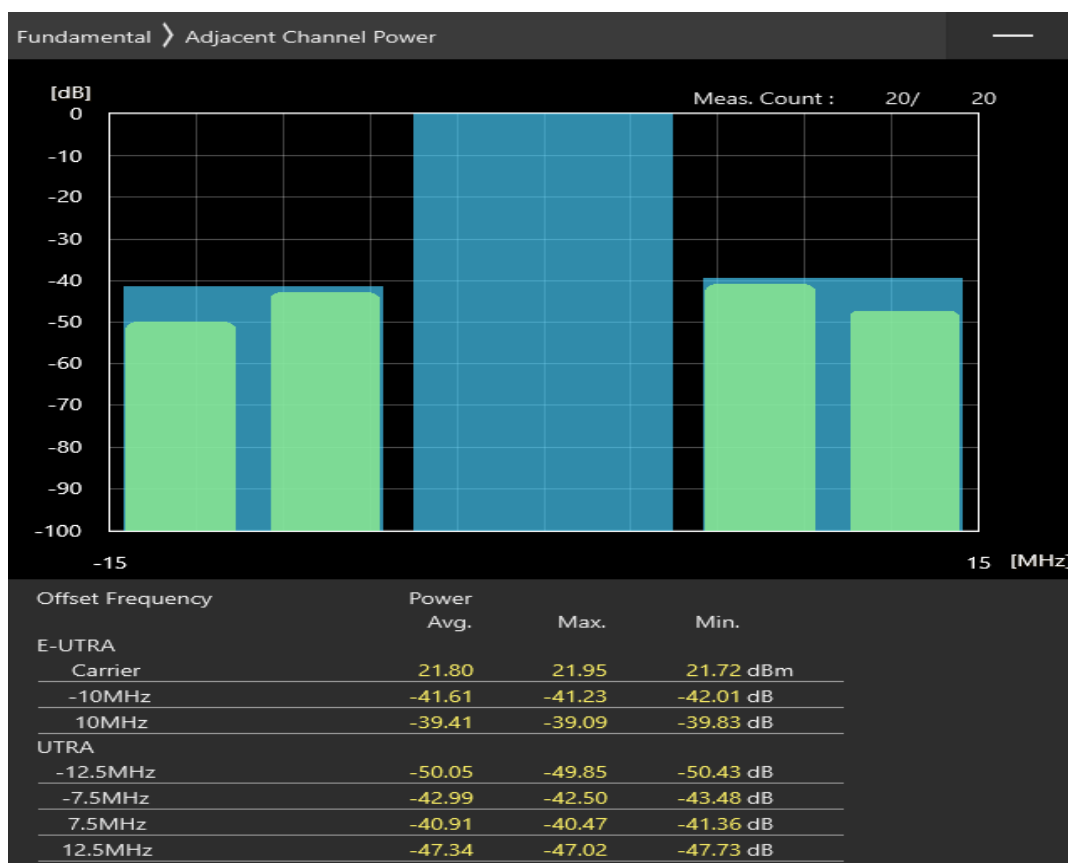 Fundamental ❯ Adjacent Channel Power
[dB]
Meas. Count : 20/ 20
0
-10
-20
-30
-40
-50
-60
-70
-80
-90
-100
-15 15 [MHz]
Offset Frequency Power
Avg. Max. Min.
E-UTRA
Carrier 21.80 21.95 21.72 dBm
-10MHz -41.61 -41.23 -42.01 dB
10MHz -39.41 -39.09 -39.83 dB
UTRA
-12.5MHz -50.05 -49.85 -50.43 dB
-7.5MHz -42.99 -42.50 -43.48 dB
7.5MHz -40.91 -40.47 -41.36 dB
12.5MHz -47.34 -47.02 -47.73 dB